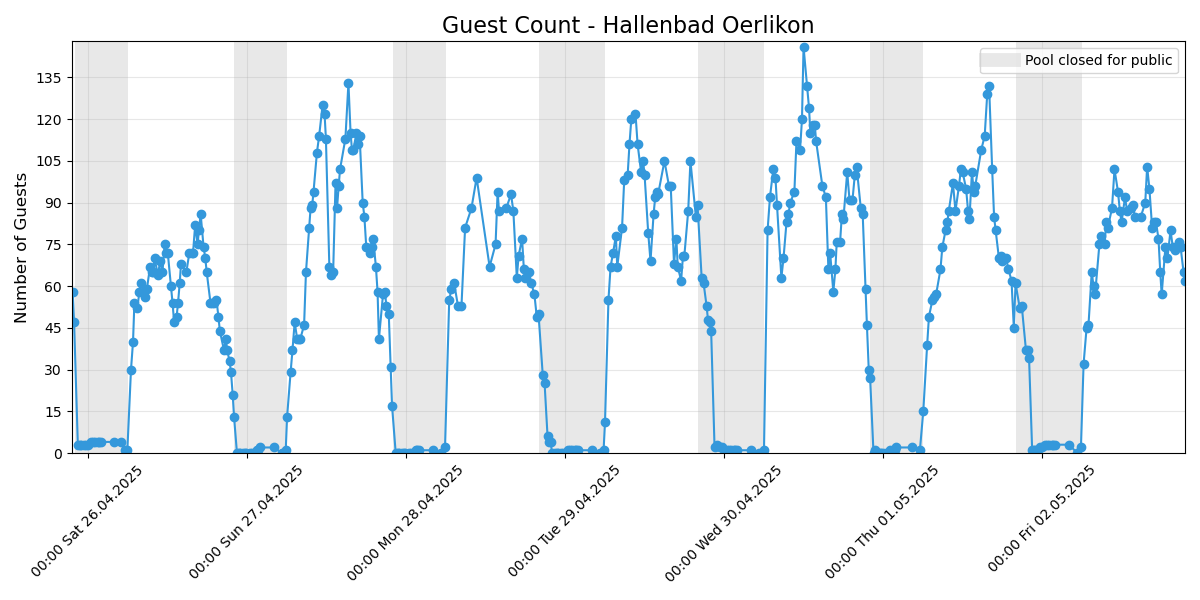 Guest Count - Hallenbad Oerlikon
Pool closed for public
Number of Guests
135
120
105
90
75
60
45
30
15
0
00:00 Sat 26.04.2025
00:00 Sun 27.04.2025
00:00 Mon 28.04.2025
00:00 Tue 29.04.2025
00:00 Wed 30.04.2025
00:00 Thu 01.05.2025
00:00 Fri 02.05.2025